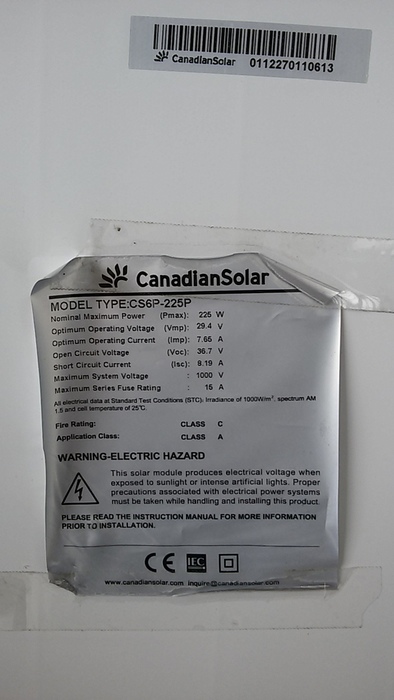 CanadianSolar 0112270110613
CanadianSolar
MODEL TYPE:CS6P-225P
Nominal Maximum Power (Pmax): 225 W
Optimum Operating Voltage (Vmp): 29.4 V
Optimum Operating Current (Imp): 7.65 A
Open Circuit Voltage (Voc): 36.7 V
Short Circuit Current (Isc): 8.19 A
Maximum System Voltage : 1000 V
Maximum Series Fuse Rating : 15 A
All electrical data at Standard Test Conditions (STC): Irradiance of 1000W/m², spectrum AM
1.5 and cell temperature of 25℃
Fire Rating: CLASS C
Application Class: CLASS A
WARNING-ELECTRIC HAZARD
This solar module produces electrical voltage when
exposed to sunlight or intense artificial lights. Proper
precautions associated with electrical power systems
must be taken while handling and installing this product.
PLEASE READ THE INSTRUCTION MANUAL FOR MORE INFORMATION
PRIOR TO INSTALLATION.
CE IEC
www.canadiansolar.com inquire@canadiansolar.com